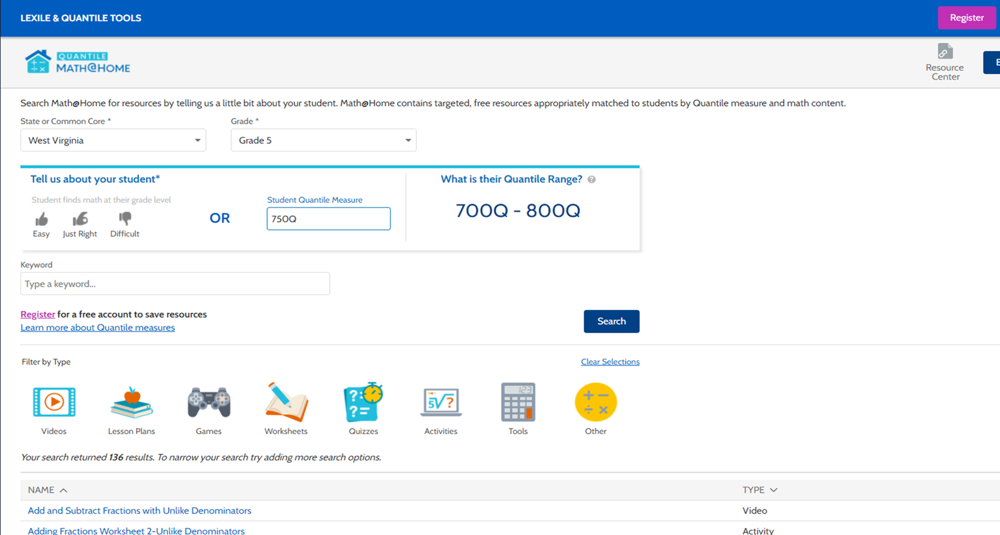 LEXILE & QUANTILE TOOLS
Register
QUANTILE
MATH@HOME
Resource
Center
Search Math@Home for resources by telling us a little bit about your student. Math@Home contains targeted, free resources appropriately matched to students by Quantile measure and math content.
State or Common Core *
Grade *
West Virginia
Grade 5
Tell us about your student*
What is their Quantile Range? ?
Student finds math at their grade level
Student Quantile Measure
OR
750Q
700Q - 800Q
Easy
Just Right
Difficult
Keyword
Type a keyword...
Register for a free account to save resources
Learn more about Quantile measures
Search
Filter by Type
Clear Selections
Videos
Lesson Plans
Games
Worksheets
Quizzes
Activities
Tools
Other
Your search returned 136 results. To narrow your search try adding more search options.
NAME
TYPE
Add and Subtract Fractions with Unlike Denominators
Video
Adding Fractions Worksheet 2-Unlike Denominators
Activity